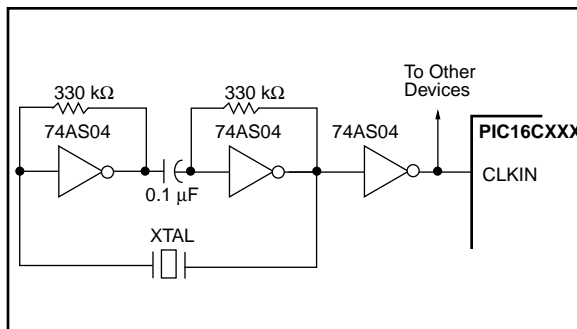 330 kΩ
330 kΩ
To Other
Devices
74AS04
74AS04
74AS04
PIC16CXXX
CLKIN
0.1 µF
XTAL